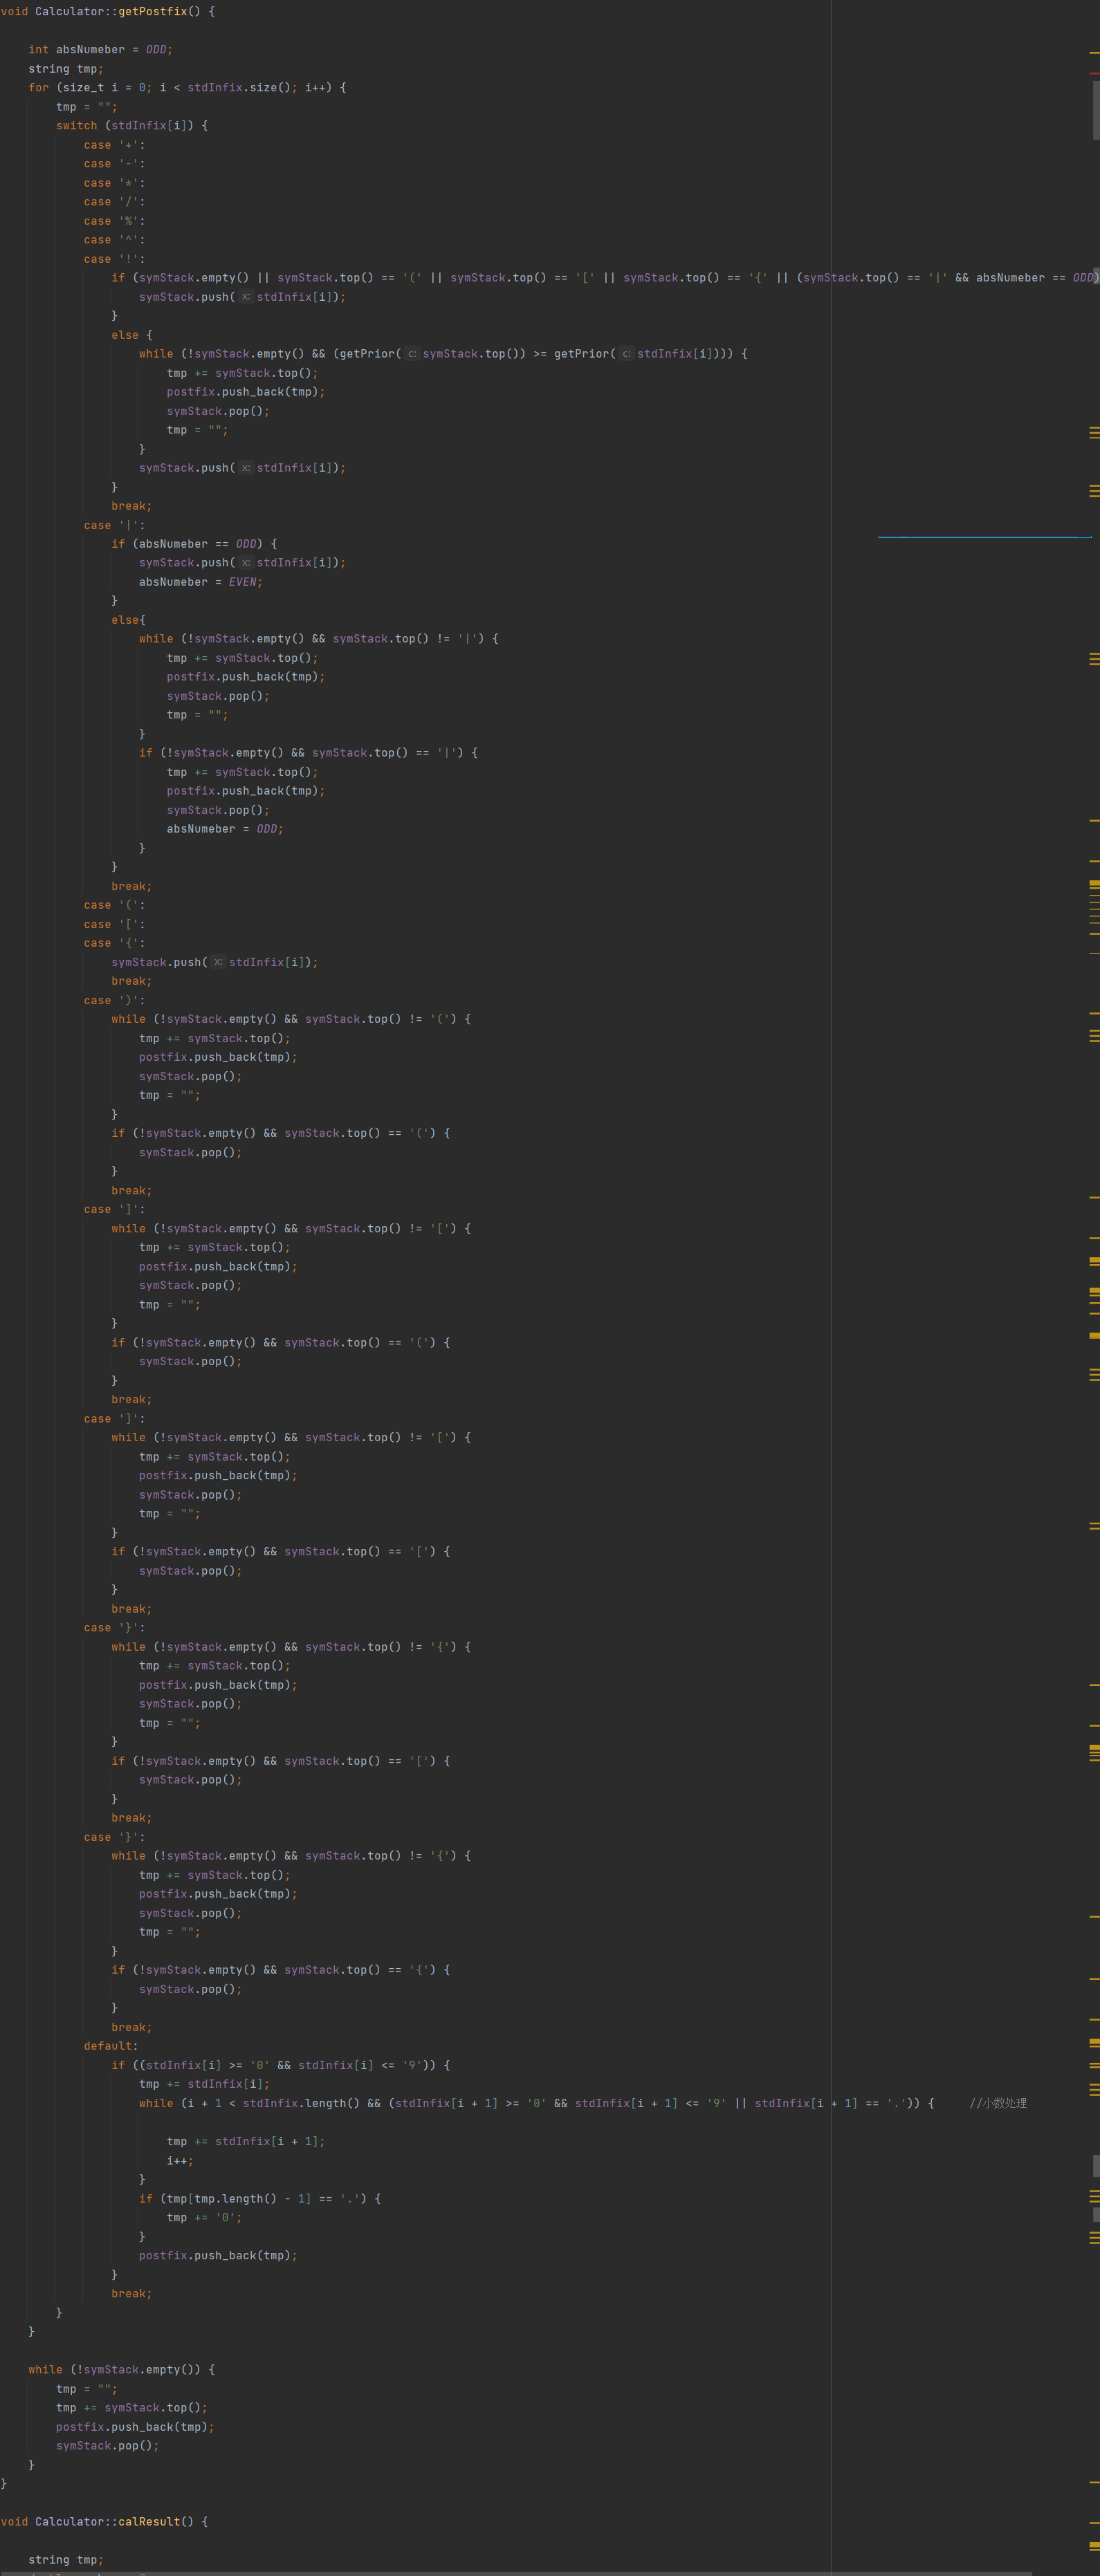 void Calculator::getPostfix() {
    int absNumeber = ODD;
    string tmp;
    for (size_t i = 0; i < stdInfix.size(); i++) {
        tmp = "";
        switch (stdInfix[i]) {
            case '+':
            case '-':
            case '*':
            case '/':
            case '%':
            case '^':
            case '!':
                if (symStack.empty() || symStack.top() == '(' || symStack.top() == '[' || symStack.top() == '{' || (symStack.top() == '|' && absNumeber == ODD)
                    symStack.push( x: stdInfix[i]);
                }
                else {
                    while (!symStack.empty() && (getPrior( c: symStack.top()) >= getPrior( c: stdInfix[i]))) {
                        tmp += symStack.top();
                        postfix.push_back(tmp);
                        symStack.pop();
                        tmp = "";
                    }
                    symStack.push( x: stdInfix[i]);
                }
                break;
            case '|':
                if (absNumeber == ODD) {
                    symStack.push( x: stdInfix[i]);
                    absNumeber = EVEN;
                }
                else{
                    while (!symStack.empty() && symStack.top() != '|') {
                        tmp += symStack.top();
                        postfix.push_back(tmp);
                        symStack.pop();
                        tmp = "";
                    }
                    if (!symStack.empty() && symStack.top() == '|') {
                        tmp += symStack.top();
                        postfix.push_back(tmp);
                        symStack.pop();
                        absNumeber = ODD;
                    }
                }
                break;
            case '(':
            case '[':
            case '{':
                symStack.push( x: stdInfix[i]);
                break;
            case ')':
                while (!symStack.empty() && symStack.top() != '(') {
                    tmp += symStack.top();
                    postfix.push_back(tmp);
                    symStack.pop();
                    tmp = "";
                }
                if (!symStack.empty() && symStack.top() == '(') {
                    symStack.pop();
                }
                break;
            case ']':
                while (!symStack.empty() && symStack.top() != '[') {
                    tmp += symStack.top();
                    postfix.push_back(tmp);
                    symStack.pop();
                    tmp = "";
                }
                if (!symStack.empty() && symStack.top() == '(') {
                    symStack.pop();
                }
                break;
            case ']':
                while (!symStack.empty() && symStack.top() != '[') {
                    tmp += symStack.top();
                    postfix.push_back(tmp);
                    symStack.pop();
                    tmp = "";
                }
                if (!symStack.empty() && symStack.top() == '[') {
                    symStack.pop();
                }
                break;
            case '}':
                while (!symStack.empty() && symStack.top() != '{') {
                    tmp += symStack.top();
                    postfix.push_back(tmp);
                    symStack.pop();
                    tmp = "";
                }
                if (!symStack.empty() && symStack.top() == '[') {
                    symStack.pop();
                }
                break;
            case '}':
                while (!symStack.empty() && symStack.top() != '{') {
                    tmp += symStack.top();
                    postfix.push_back(tmp);
                    symStack.pop();
                    tmp = "";
                }
                if (!symStack.empty() && symStack.top() == '{') {
                    symStack.pop();
                }
                break;
            default:
                if ((stdInfix[i] >= '0' && stdInfix[i] <= '9')) {
                    tmp += stdInfix[i];
                    while (i + 1 < stdInfix.length() && (stdInfix[i + 1] >= '0' && stdInfix[i + 1] <= '9' || stdInfix[i + 1] == '.')) {     //小数处理
                        tmp += stdInfix[i + 1];
                        i++;
                    }
                    if (tmp[tmp.length() - 1] == '.') {
                        tmp += '0';
                    }
                    postfix.push_back(tmp);
                }
                break;
        }
    }
    while (!symStack.empty()) {
        tmp = "";
        tmp += symStack.top();
        postfix.push_back(tmp);
        symStack.pop();
    }
}
void Calculator::calResult() {
    string tmp;